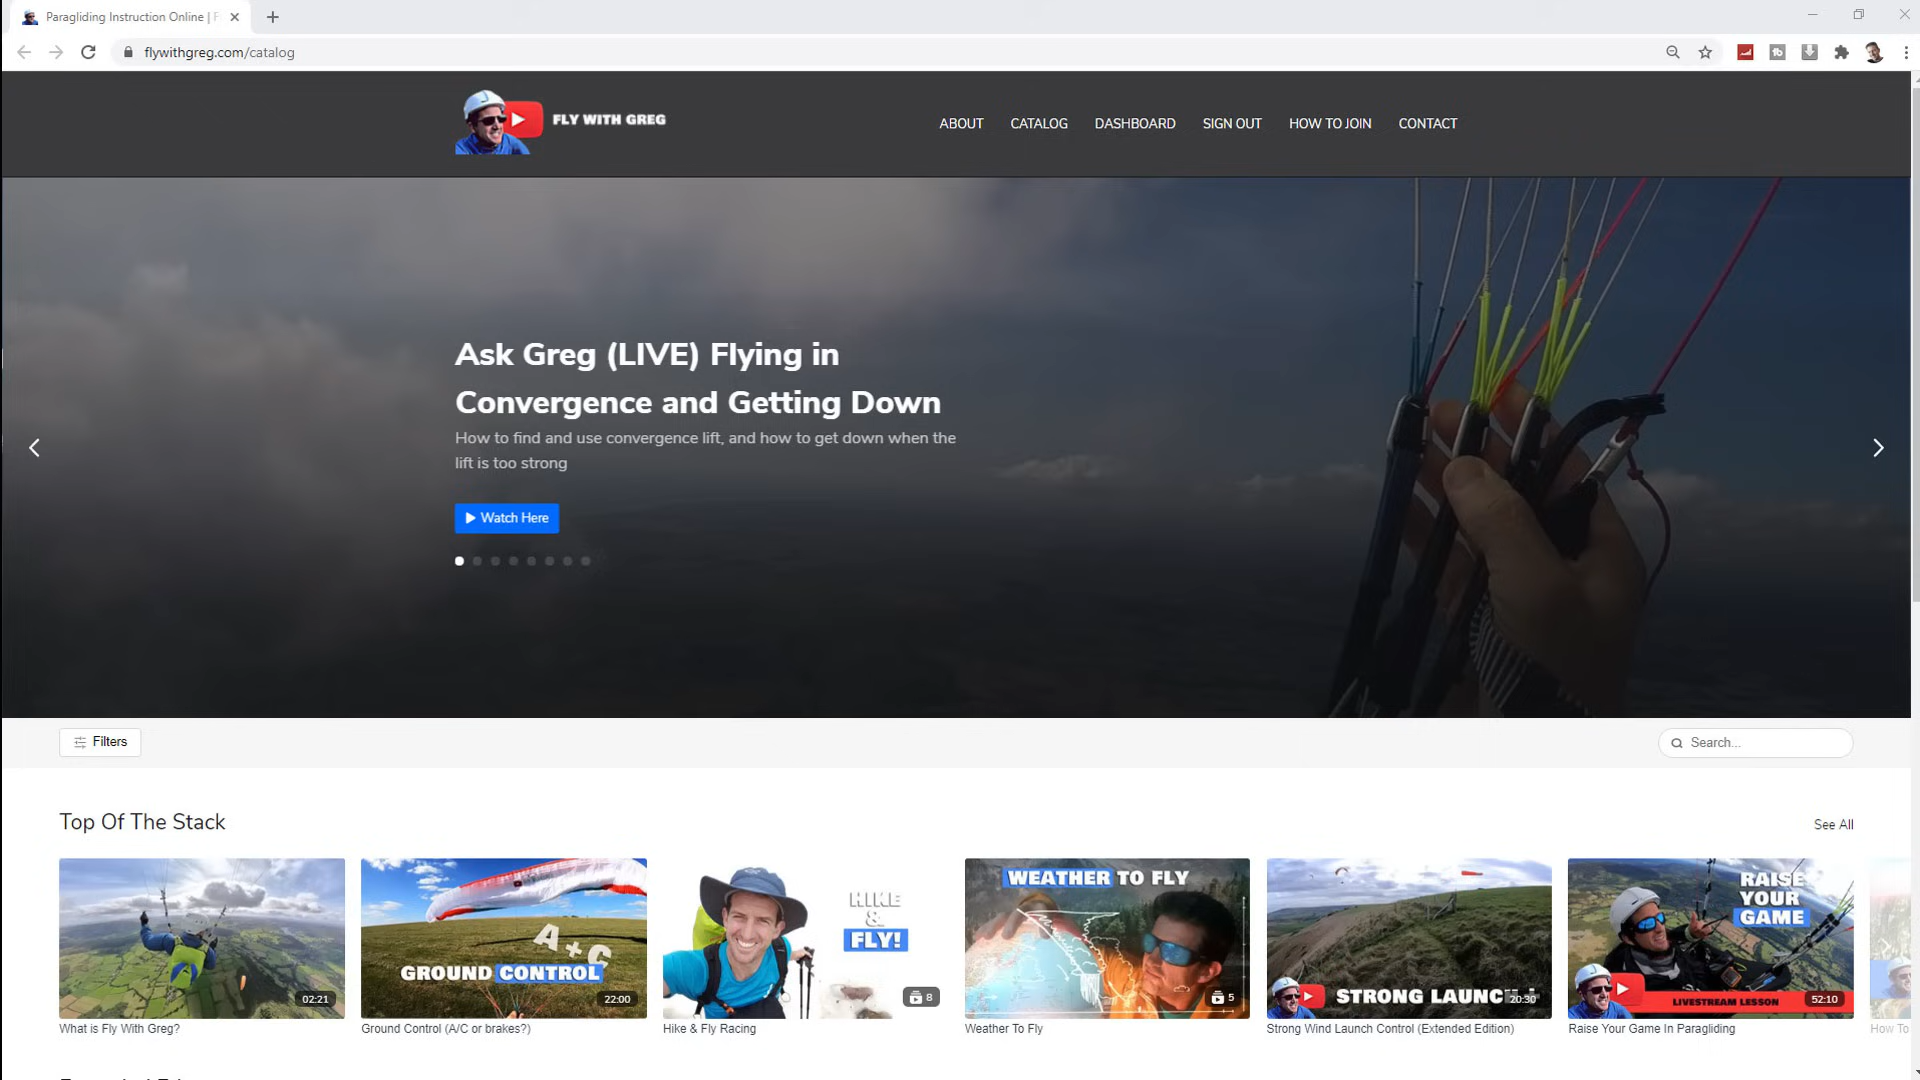 Paragliding Instruction Online | F
flywithgreg.com/catalog
FLY WITH GREG
ABOUT
CATALOG
DASHBOARD
SIGN OUT
HOW TO JOIN
CONTACT
Ask Greg (LIVE) Flying in
Convergence and Getting Down
How to find and use convergence lift, and how to get down when the
lift is too strong
Watch Here
Filters
Search...
Top Of The Stack
See All
02:21
What is Fly With Greg?
A+C
GROUND CONTROL
22:00
Ground Control (A/C or brakes?)
HIKE
&
FLY!
8
Hike & Fly Racing
WEATHER TO FLY
5
Weather To Fly
STRONG LAUNC
20:30
Strong Wind Launch Control (Extended Edition)
RAISE
YOUR
GAME
LIVESTREAM LESSON
52:10
Raise Your Game In Paragliding
How To